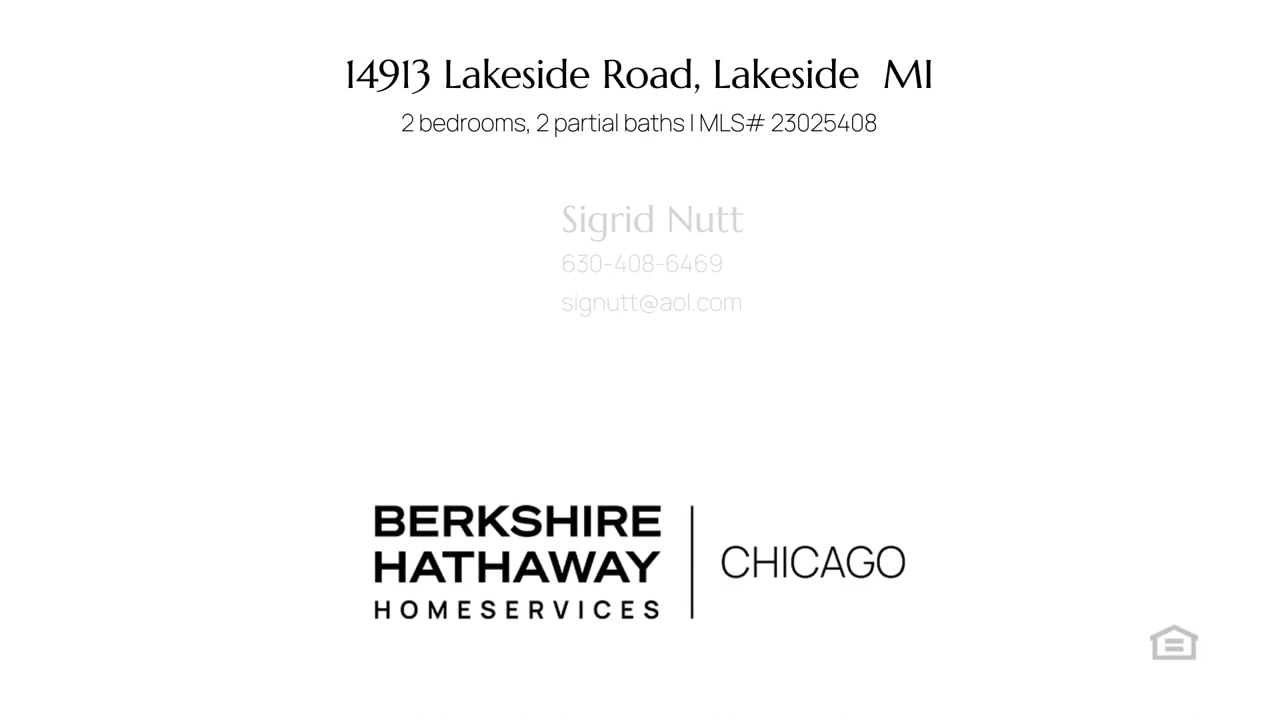 14913 Lakeside Road, Lakeside  MI
2 bedrooms, 2 partial baths | MLS# 23025408
Sigrid Nutt
630-408-6469
signutt@aol.com
BERKSHIRE
HATHAWAY
HOMESERVICES
CHICAGO